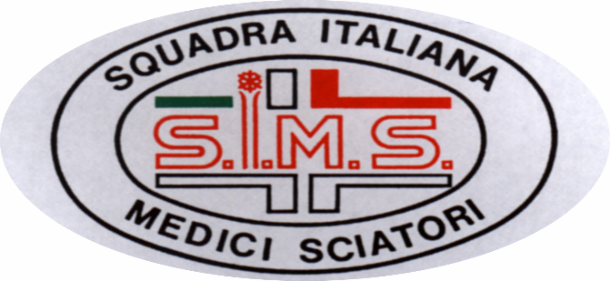 SQUADRA ITALIANA
S.I.M.S.
MEDICI SCIATORI